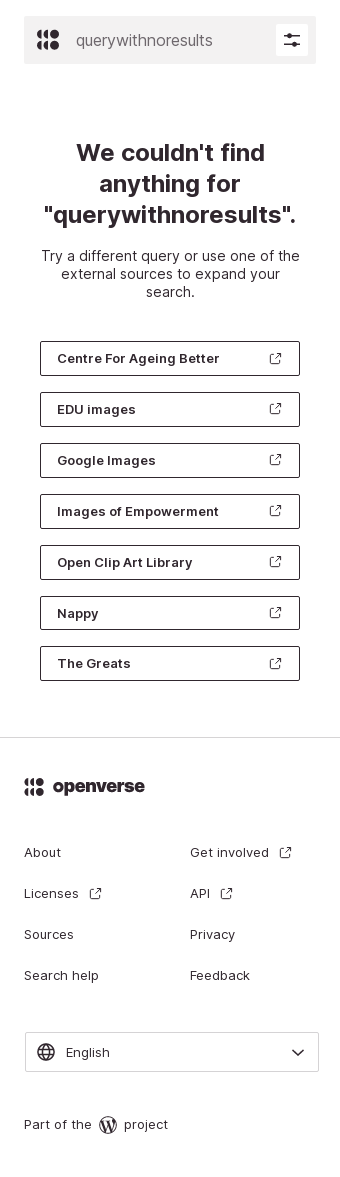 querywithnoresults
We couldn't find
anything for
"querywithnoresults".
Try a different query or use one of the
external sources to expand your
search.
Centre For Ageing Better
EDU images
Google Images
Images of Empowerment
Open Clip Art Library
Nappy
The Greats
openverse
About
Get involved
Licenses
API
Sources
Privacy
Search help
Feedback
English
Part of the project